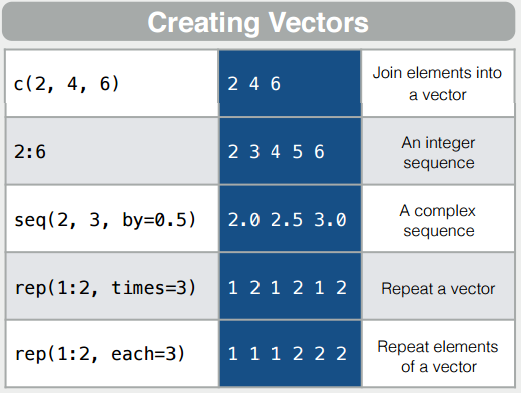 Creating Vectors
c(2, 4, 6)
2 4 6
Join elements into
a vector
2:6
2 3 4 5 6
An integer
sequence
seq(2, 3, by=0.5)
2.0 2.5 3.0
A complex
sequence
rep(1:2, times=3)
1 2 1 2 1 2
Repeat a vector
rep(1:2, each=3)
1 1 1 2 2 2
Repeat elements
of a vector